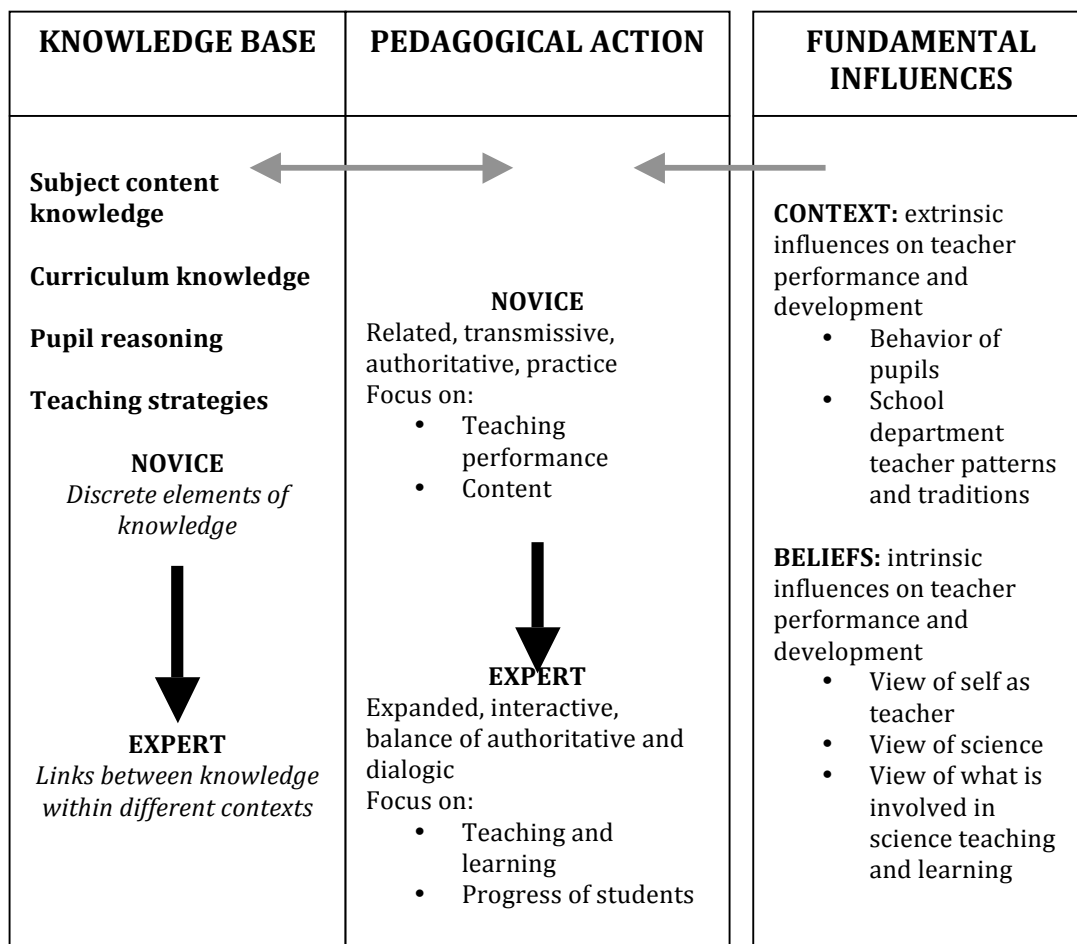 KNOWLEDGE BASE
Subject content
knowledge
Curriculum knowledge
Pupil reasoning
Teaching strategies
NOVICE
Discrete elements of
knowledge
EXPERT
Links between knowledge
within different contexts
PEDAGOGICAL ACTION
NOVICE
Related, transmissive,
authoritative, practice
Focus on:
• Teaching
performance
• Content
EXPERT
Expanded, interactive,
balance of authoritative and
dialogic
Focus on:
• Teaching and
learning
• Progress of students
FUNDAMENTAL
INFLUENCES
CONTEXT: extrinsic
influences on teacher
performance and
development
• Behavior of
pupils
• School
department
teacher patterns
and traditions
BELIEFS: intrinsic
influences on teacher
performance and
development
• View of self as
teacher
• View of science
• View of what is
involved in
science teaching
and learning